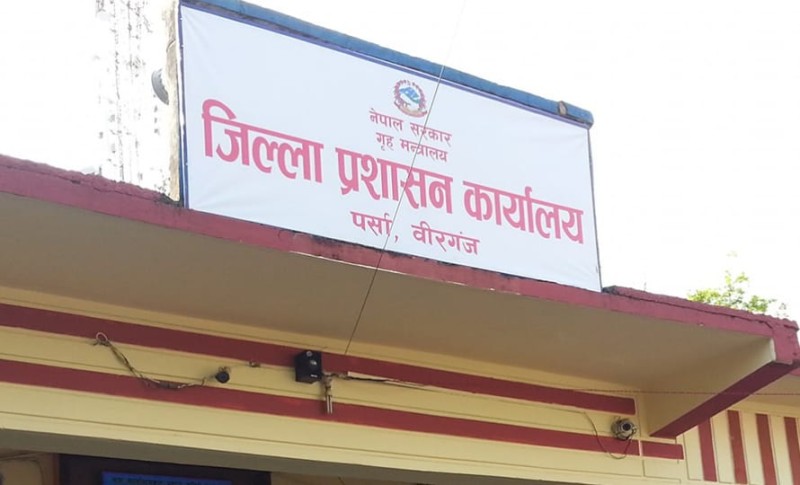 नेपाल सरकार
गृह मन्त्रालय
जिल्ला प्रशासन कार्यालय
पर्सा, वीरगंज